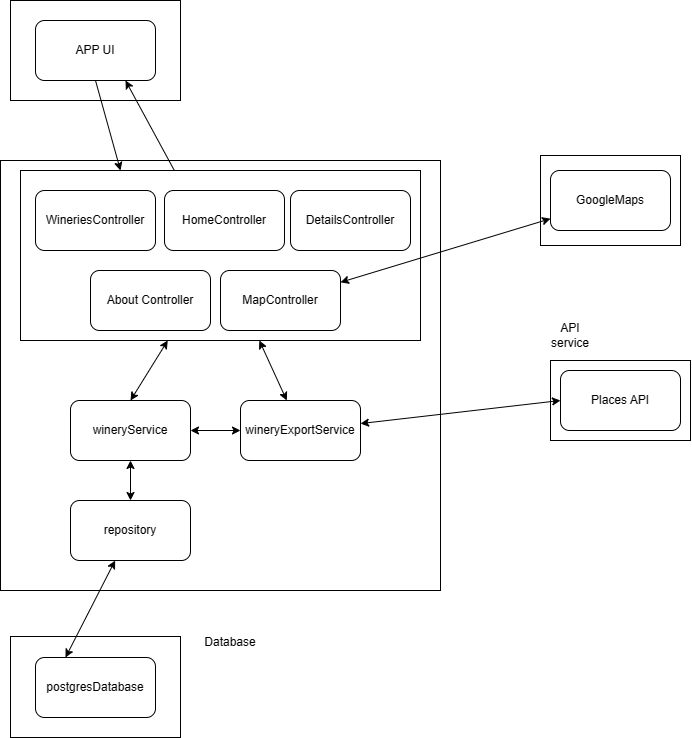 APP UI
WineriesController
HomeController
DetailsController
GoogleMaps
About Controller
MapController
API
service
wineryService
wineryExportService
Places API
repository
Database
postgresDatabase